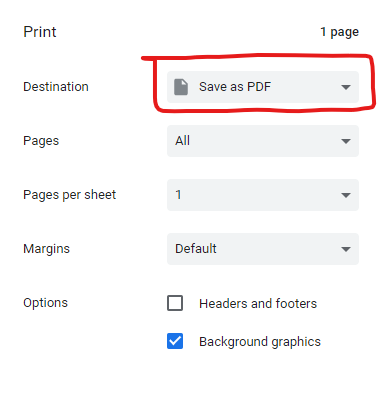 Print 1 page
Destination Save as PDF
Pages All
Pages per sheet 1
Margins Default
Options Headers and footers
Background graphics